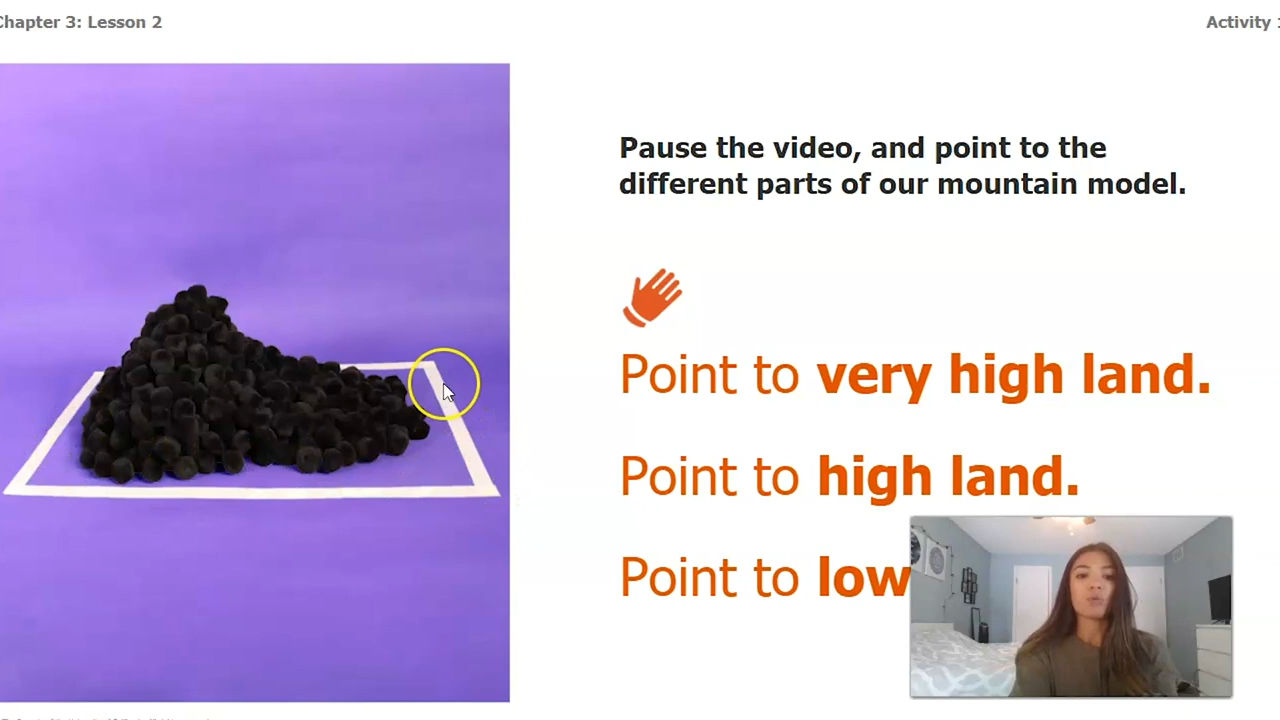 Chapter 3: Lesson 2
Activity
Pause the video, and point to the
different parts of our mountain model.
Point to very high land.
Point to high land.
Point to low